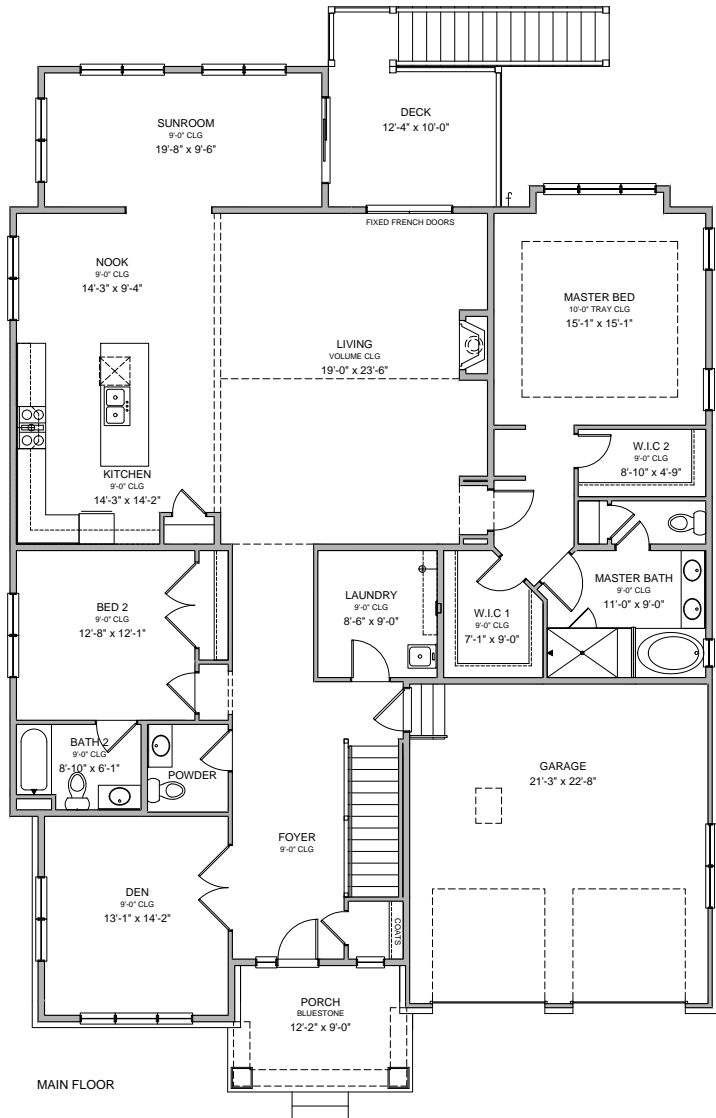 DECK
12'-4" x 10'-0"
SUNROOM
9'-0" CLG
19'-8" x 9'-6"
FIXED FRENCH DOORS
NOOK
9'-0" CLG
14'-3" x 9'-4"
MASTER BED
10'-0" TRAY CLG
15'-1" x 15'-1"
LIVING
VOLUME CLG
19'-0" x 23'-6"
W.I.C 2
9'-0" CLG
8'-10" x 4'-9"
KITCHEN
9'-0" CLG
14'-3" x 14'-2"
MASTER BATH
9'-0" CLG
11'-0" x 9'-0"
LAUNDRY
9'-0" CLG
8'-6" x 9'-0"
BED 2
9'-0" CLG
12'-8" x 12'-1"
W.I.C 1
9'-0" CLG
7'-1" x 9'-0"
BATH 2
9'-0" CLG
8'-10" x 6'-1"
POWDER
GARAGE
21'-3" x 22'-8"
FOYER
9'-0" CLG
DEN
9'-0" CLG
13'-1" x 14'-2"
COATS
PORCH
BLUESTONE
12'-2" x 9'-0"
MAIN FLOOR